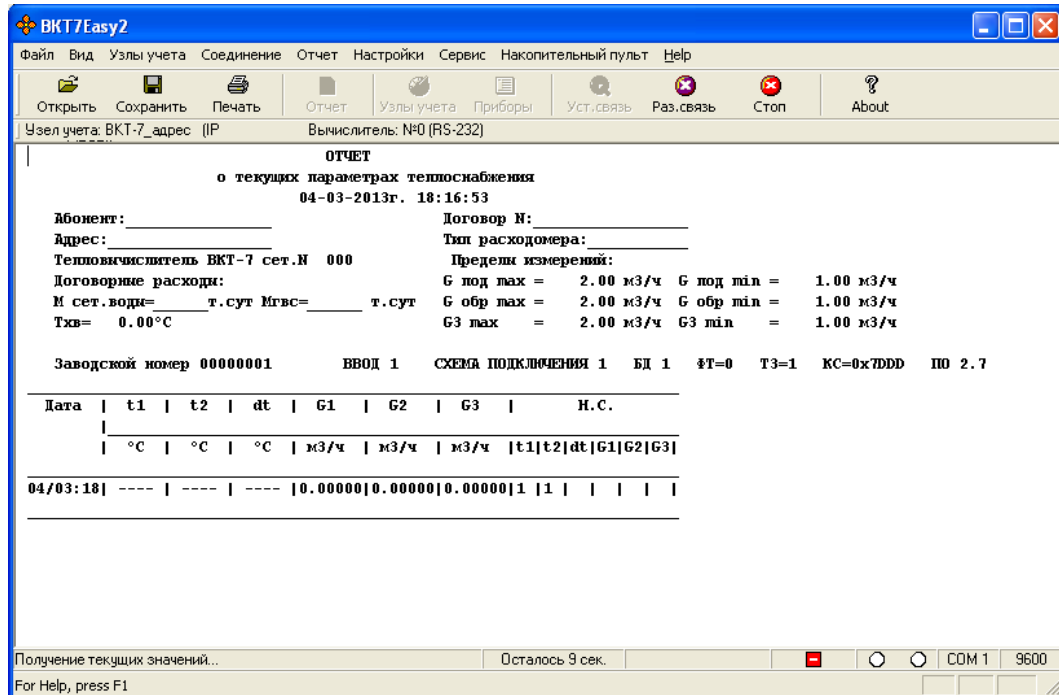 ВКТ7Easy2
Файл Вид Узлы учета Соединение Отчет Настройки Сервис Накопительный пульт Help
Открыть Сохранить Печать Отчет Узлы учета Приборы Уст.связь Раз.связь Стоп About
Узел учета: ВКТ-7_адрес (IP Вычислитель: №0 (RS-232)
ОТЧЕТ
о текущих параметрах теплоснабжения
04-03-2013г. 18:16:53
Абонент:______________ Договор N:______________
Адрес:______________ Тип расходомера:_________
Тепловычислитель ВКТ-7 сет.N 000 Пределы измерений:
Договорные расходы: G под max = 2.00 м3/ч G под min = 1.00 м3/ч
М сет.воды=______т.сут Мгвс=______ т.сут G обр max = 2.00 м3/ч G обр min = 1.00 м3/ч
Тхв= 0.00°C G3 max = 2.00 м3/ч G3 min = 1.00 м3/ч
Заводской номер 00000001 ВВОД 1 СХЕМА ПОДКЛЮЧЕНИЯ 1 БД 1 ФТ=0 ТЗ=1 КС=0x7DDD ПО 2.7
Дата | t1 | t2 | dt | G1 | G2 | G3 | Н.С.
| °C | °C | °C | м3/ч | м3/ч | м3/ч |t1|t2|dt|G1|G2|G3|
04/03:18| ---- | ---- | ---- |0.00000|0.00000|0.00000|1 |1 | | | | |
Получение текущих значений... Осталось 9 сек. COM 1 9600
For Help, press F1